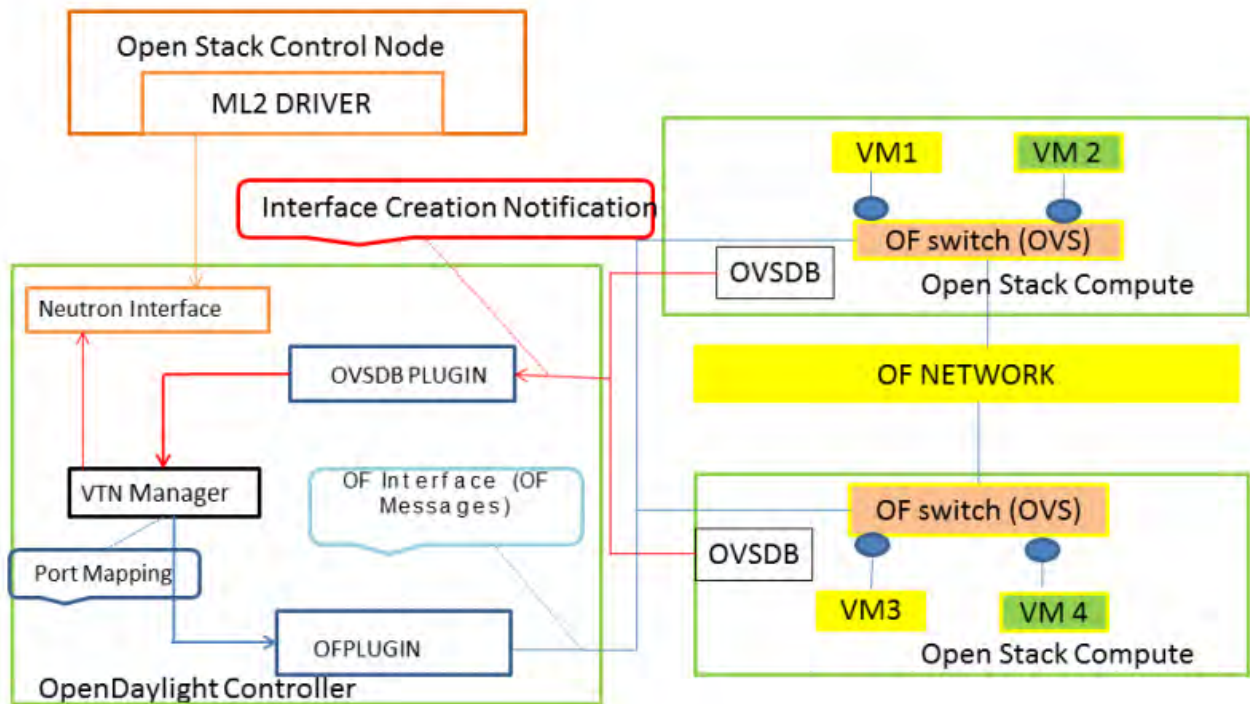 Open Stack Control Node
ML2 DRIVER
VM1
VM 2
Interface Creation Notification
OF switch (OVS)
OVSDB
Open Stack Compute
Neutron Interface
OVSDB PLUGIN
OF NETWORK
VTN Manager
OF Interface (OF
Messages)
OF switch (OVS)
OVSDB
Port Mapping
VM3
VM 4
OFPLUGIN
Open Stack Compute
OpenDaylight Controller